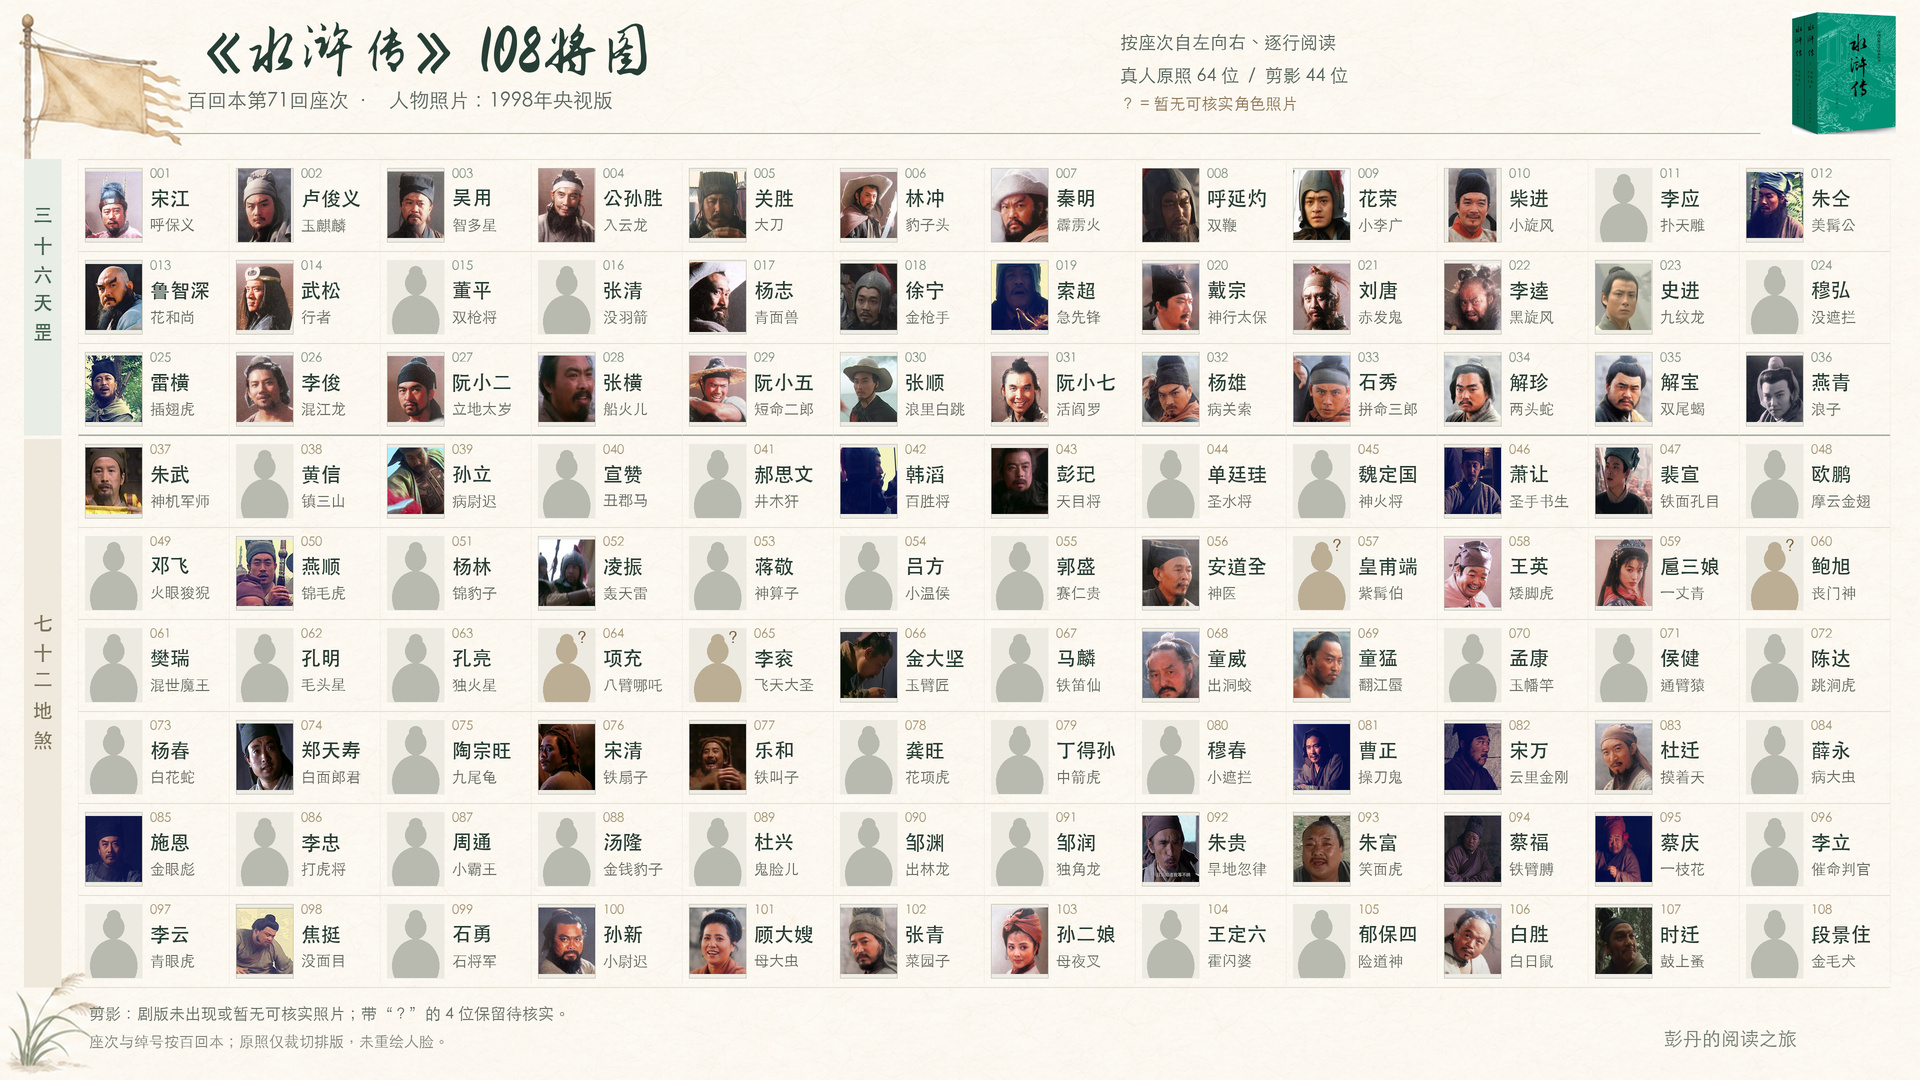 《水浒传》108将图
百回本第71回座次 · 人物照片：1998年央视版
按座次自左向右、逐行阅读
真人原照 64 位 / 剪影 44 位
? = 暂无可核实角色照片
水浒传
三十六天罡
001 宋江 呼保义
002 卢俊义 玉麒麟
003 吴用 智多星
004 公孙胜 入云龙
005 关胜 大刀
006 林冲 豹子头
007 秦明 霹雳火
008 呼延灼 双鞭
009 花荣 小李广
010 柴进 小旋风
011 李应 扑天雕
012 朱仝 美髯公
013 鲁智深 花和尚
014 武松 行者
015 董平 双枪将
016 张清 没羽箭
017 杨志 青面兽
018 徐宁 金枪手
019 索超 急先锋
020 戴宗 神行太保
021 刘唐 赤发鬼
022 李逵 黑旋风
023 史进 九纹龙
024 穆弘 没遮拦
025 雷横 插翅虎
026 李俊 混江龙
027 阮小二 立地太岁
028 张横 船火儿
029 阮小五 短命二郎
030 张顺 浪里白跳
031 阮小七 活阎罗
032 杨雄 病关索
033 石秀 拼命三郎
034 解珍 两头蛇
035 解宝 双尾蝎
036 燕青 浪子
七十二地煞
037 朱武 神机军师
038 黄信 镇三山
039 孙立 病尉迟
040 宣赞 丑郡马
041 郝思文 井木犴
042 韩滔 百胜将
043 彭玘 天目将
044 单廷珪 圣水将
045 魏定国 神火将
046 萧让 圣手书生
047 裴宣 铁面孔目
048 欧鹏 摩云金翅
049 邓飞 火眼狻猊
050 燕顺 锦毛虎
051 杨林 锦豹子
052 凌振 轰天雷
053 蒋敬 神算子
054 吕方 小温侯
055 郭盛 赛仁贵
056 安道全 神医
057 皇甫端 紫髯伯 ?
058 王英 矮脚虎
059 扈三娘 一丈青
060 鲍旭 丧门神 ?
061 樊瑞 混世魔王
062 孔明 毛头星
063 孔亮 独火星
064 项充 八臂哪吒 ?
065 李衮 飞天大圣 ?
066 金大坚 玉臂匠
067 马麟 铁笛仙
068 童威 出洞蛟
069 童猛 翻江蜃
070 孟康 玉幡竿
071 侯健 通臂猿
072 陈达 跳涧虎
073 杨春 白花蛇
074 郑天寿 白面郎君
075 陶宗旺 九尾龟
076 宋清 铁扇子
077 乐和 铁叫子
078 龚旺 花项虎
079 丁得孙 中箭虎
080 穆春 小遮拦
081 曹正 操刀鬼
082 宋万 云里金刚
083 杜迁 摸着天
084 薛永 病大虫
085 施恩 金眼彪
086 李忠 打虎将
087 周通 小霸王
088 汤隆 金钱豹子
089 杜兴 鬼脸儿
090 邹渊 出林龙
091 邹润 独角龙
092 朱贵 旱地忽律
093 朱富 笑面虎
094 蔡福 铁臂膊
095 蔡庆 一枝花
096 李立 催命判官
097 李云 青眼虎
098 焦挺 没面目
099 石勇 石将军
100 孙新 小尉迟
101 顾大嫂 母大虫
102 张青 菜园子
103 孙二娘 母夜叉
104 王定六 霍闪婆
105 郁保四 险道神
106 白胜 白日鼠
107 时迁 鼓上蚤
108 段景住 金毛犬
剪影：剧版未出现或暂无可核实照片；带“?”的 4 位保留待核实。
座次与绰号按百回本；原照仅裁切排版，未重绘人脸。
彭丹的阅读之旅